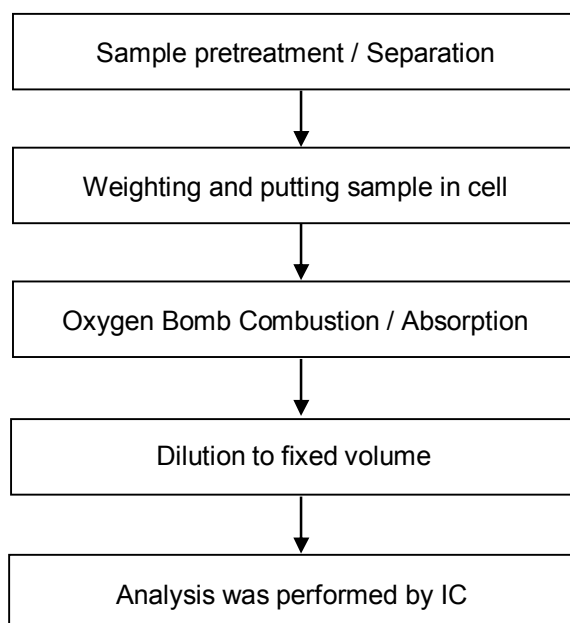 Sample pretreatment / Separation
Weighting and putting sample in cell
Oxygen Bomb Combustion / Absorption
Dilution to fixed volume
Analysis was performed by IC